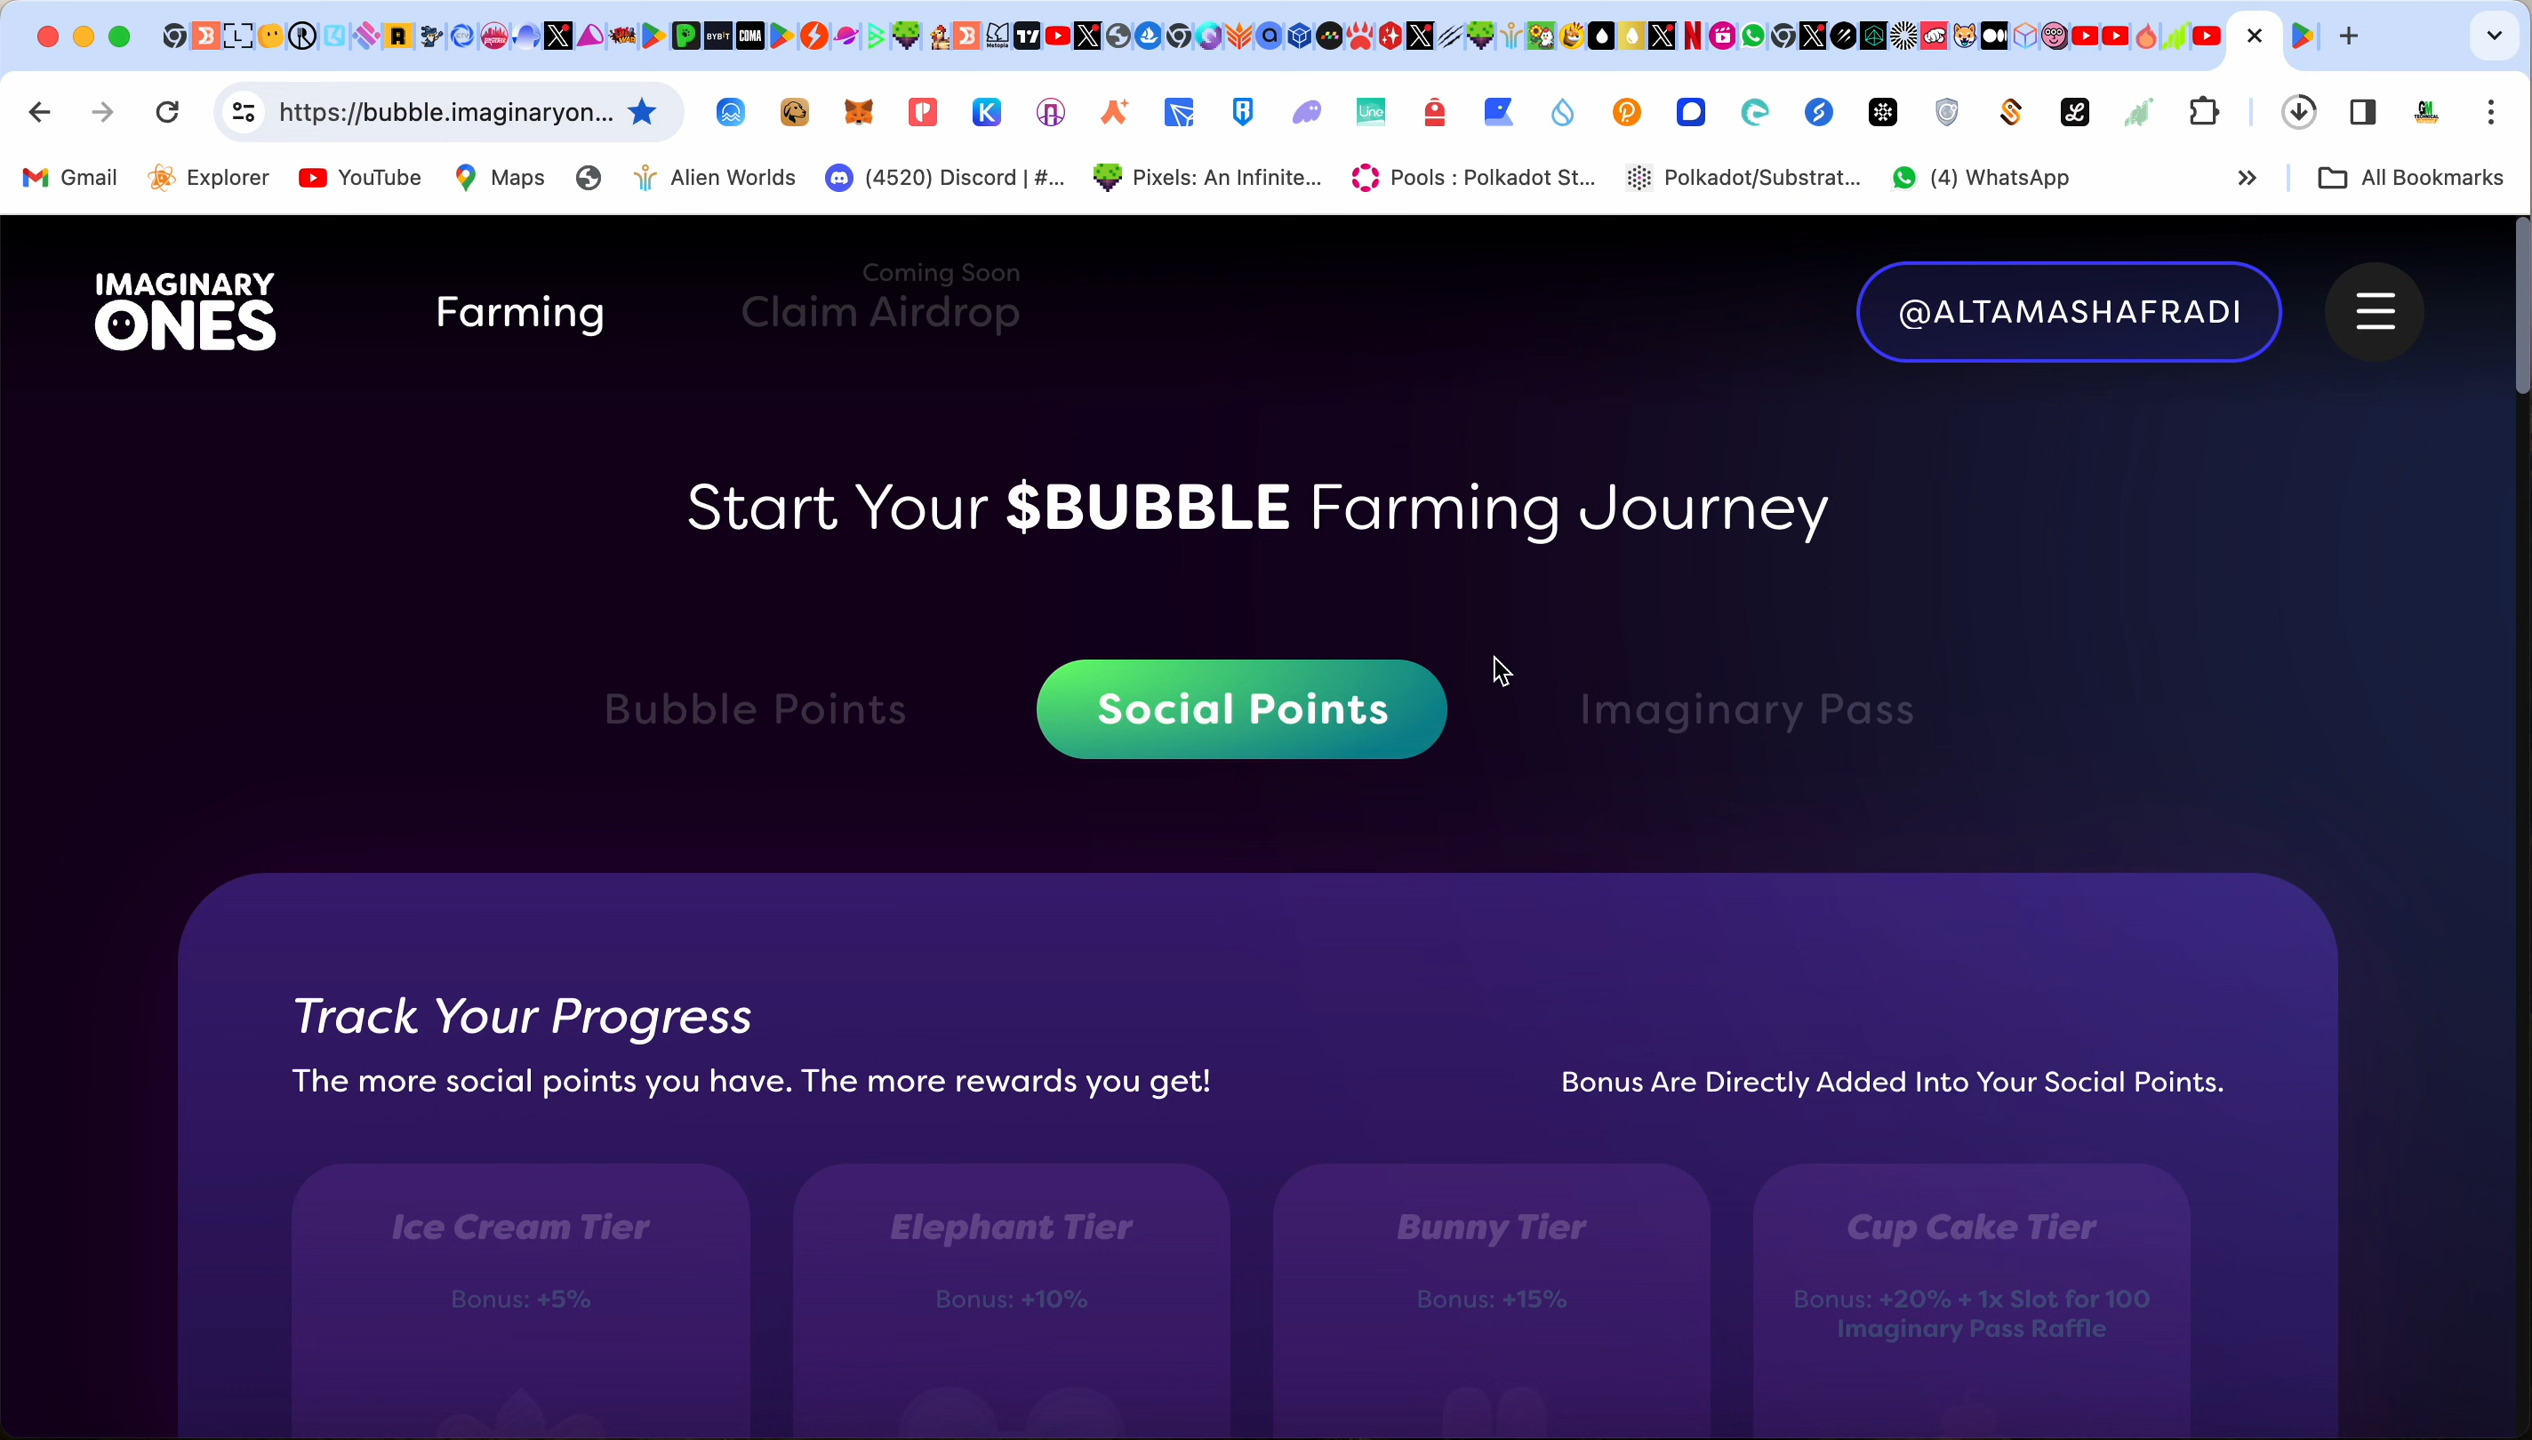 BYBIT
COMA
Metopia
https://bubble.imaginaryon...
Gmail
Explorer
YouTube
Maps
Alien Worlds
(4520) Discord | #...
Pixels: An Infinite...
Pools : Polkadot St...
Polkadot/Substrat...
(4) WhatsApp
All Bookmarks
IMAGINARY
ONES
Farming
Coming Soon
Claim Airdrop
@ALTAMASHAFRADI
Start Your $BUBBLE Farming Journey
Bubble Points
Social Points
Imaginary Pass
Track Your Progress
The more social points you have. The more rewards you get!
Bonus Are Directly Added Into Your Social Points.
Ice Cream Tier
Bonus: +5%
Elephant Tier
Bonus: +10%
Bunny Tier
Bonus: +15%
Cup Cake Tier
Bonus: +20% + 1x Slot for 100
Imaginary Pass Raffle